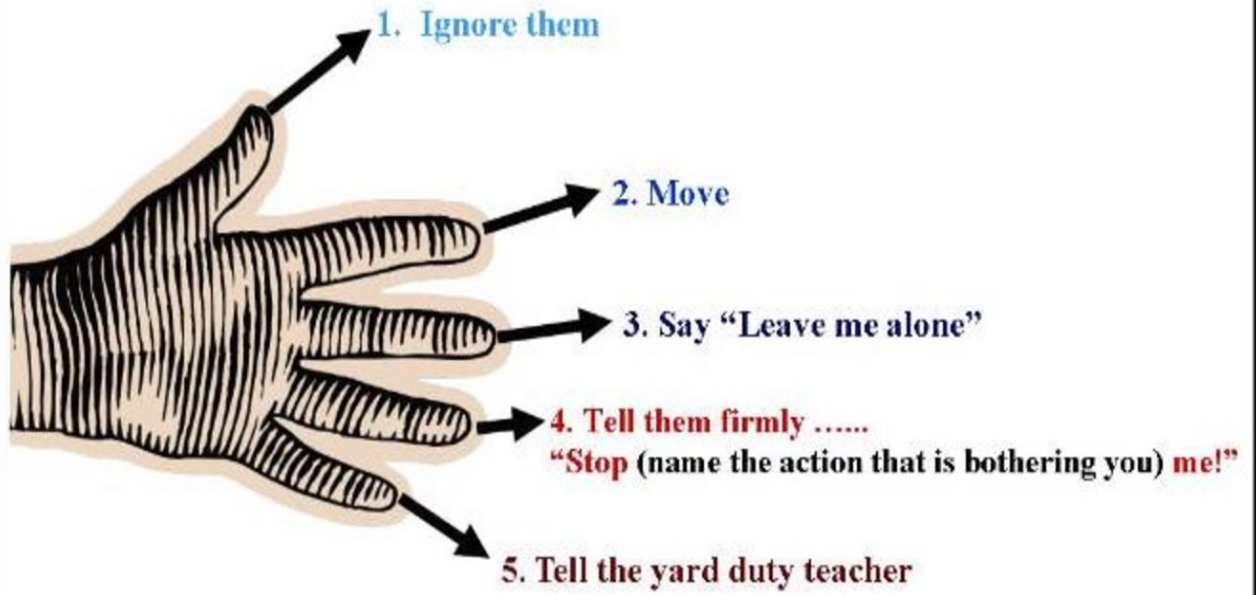 1. Ignore them
2. Move
3. Say “Leave me alone”
4. Tell them firmly ......
“Stop (name the action that is bothering you) me!”
5. Tell the yard duty teacher